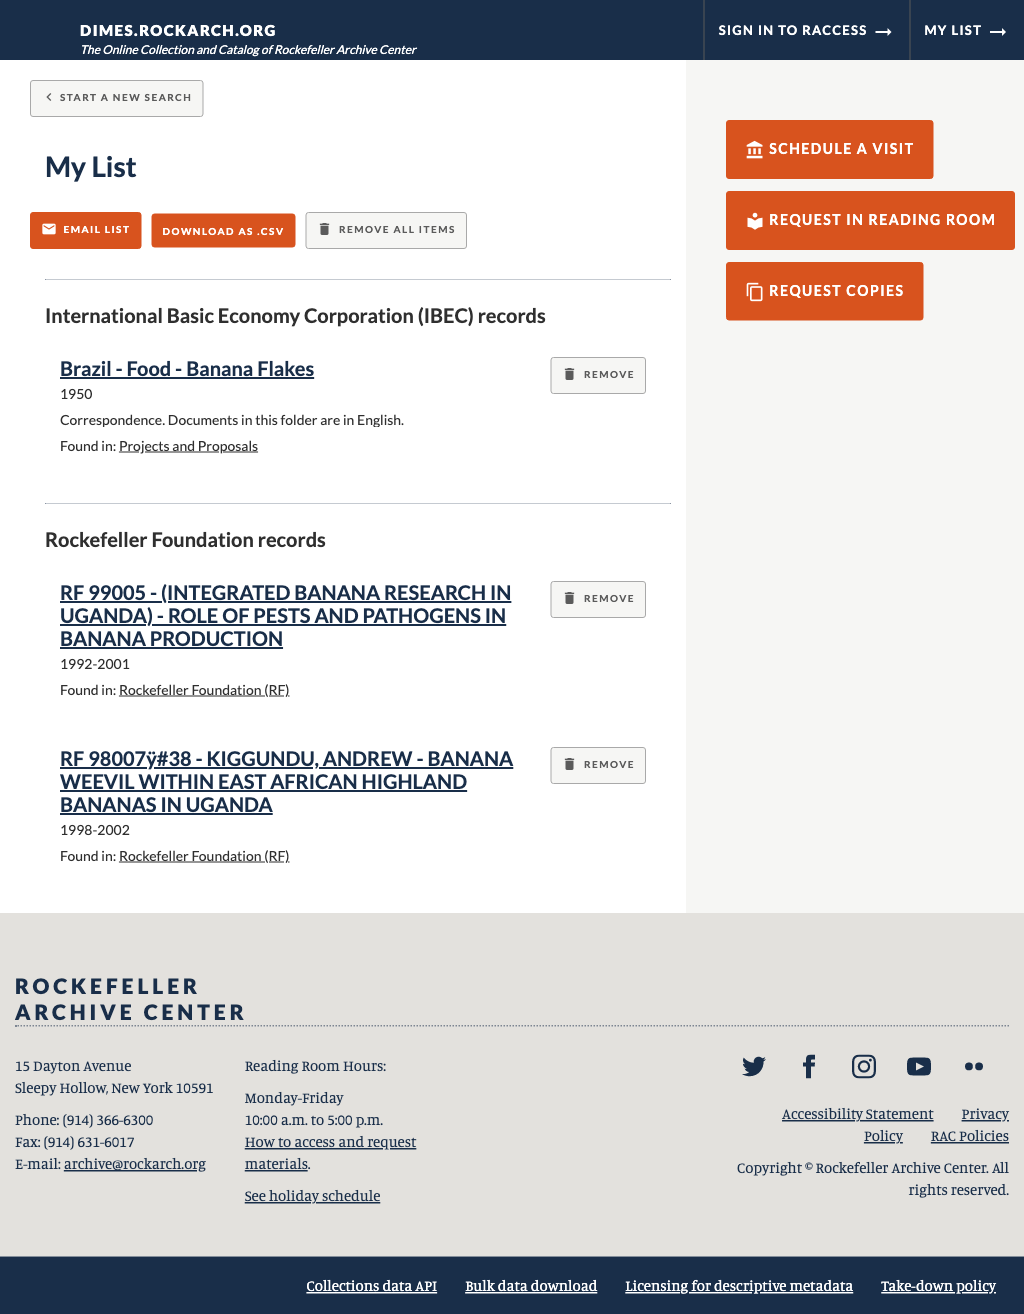 DIMES.ROCKARCH.ORG
The Online Collection and Catalog of Rockefeller Archive Center
SIGN IN TO RACCESS →
MY LIST →
START A NEW SEARCH
My List
EMAIL LIST
DOWNLOAD AS .CSV
REMOVE ALL ITEMS
SCHEDULE A VISIT
REQUEST IN READING ROOM
REQUEST COPIES
International Basic Economy Corporation (IBEC) records
Brazil - Food - Banana Flakes
REMOVE
1950
Correspondence. Documents in this folder are in English.
Found in: Projects and Proposals
Rockefeller Foundation records
RF 99005 - (INTEGRATED BANANA RESEARCH IN
UGANDA) - ROLE OF PESTS AND PATHOGENS IN
BANANA PRODUCTION
REMOVE
1992-2001
Found in: Rockefeller Foundation (RF)
RF 98007ÿ#38 - KIGGUNDU, ANDREW - BANANA
WEEVIL WITHIN EAST AFRICAN HIGHLAND
BANANAS IN UGANDA
REMOVE
1998-2002
Found in: Rockefeller Foundation (RF)
ROCKEFELLER
ARCHIVE CENTER
15 Dayton Avenue
Sleepy Hollow, New York 10591
Phone: (914) 366-6300
Fax: (914) 631-6017
E-mail: archive@rockarch.org
Reading Room Hours:
Monday-Friday
10:00 a.m. to 5:00 p.m.
How to access and request
materials.
See holiday schedule
Accessibility Statement Privacy
Policy RAC Policies
Copyright © Rockefeller Archive Center. All
rights reserved.
Collections data API Bulk data download Licensing for descriptive metadata Take-down policy